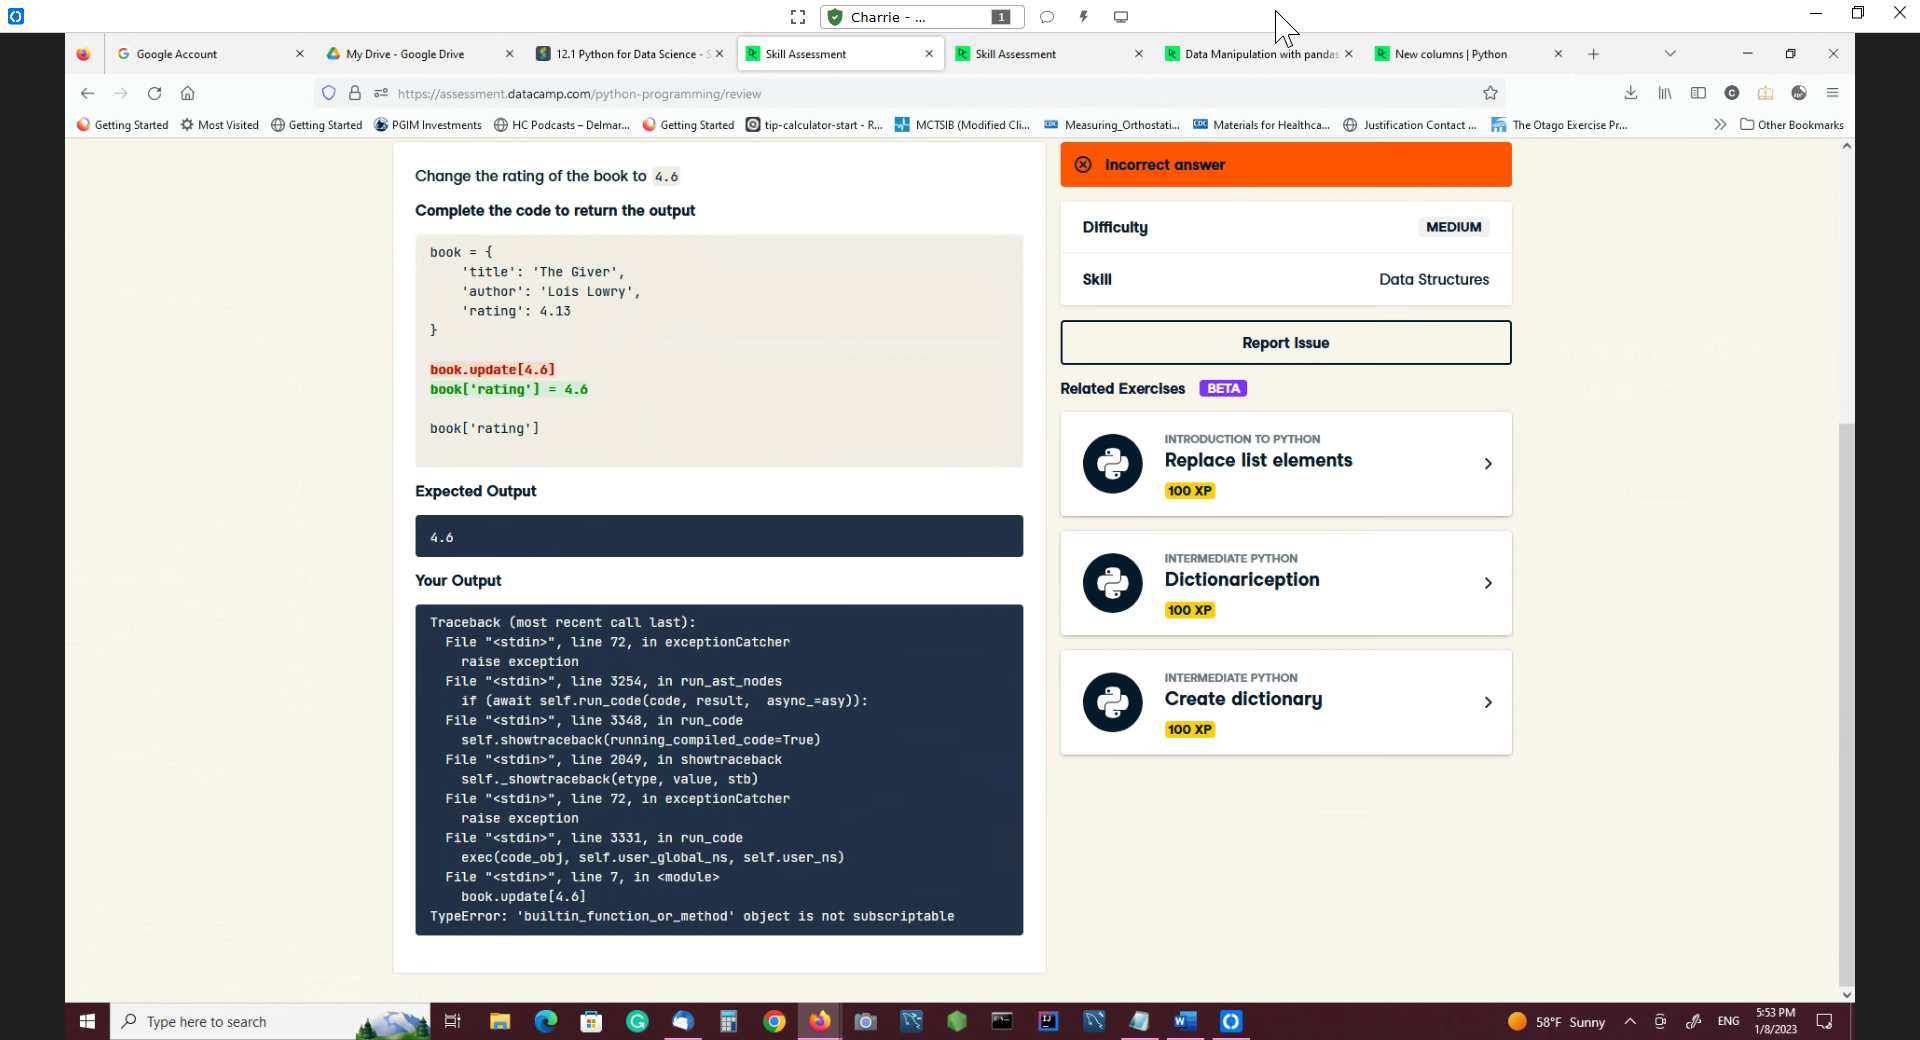 Charrie - ...
1
Google Account
My Drive - Google Drive
12.1 Python for Data Science - S
Skill Assessment
Skill Assessment
Data Manipulation with pandas
New columns | Python
https://assessment.datacamp.com/python-programming/review
Getting Started
Most Visited
Getting Started
PGIM Investments
HC Podcasts – Delmar...
Getting Started
tip-calculator-start - R...
MCTSIB (Modified Cli...
Measuring_Orthostati...
Materials for Healthca...
Justification Contact ...
The Otago Exercise Pr...
Other Bookmarks
Change the rating of the book to 4.6
Complete the code to return the output
book = {
'title': 'The Giver',
'author': 'Lois Lowry',
'rating': 4.13
}
book.update[4.6]
book['rating'] = 4.6
book['rating']
Expected Output
4.6
Your Output
Traceback (most recent call last):
File "<stdin>", line 72, in exceptionCatcher
raise exception
File "<stdin>", line 3254, in run_ast_nodes
if (await self.run_code(code, result,  async_=asy)):
File "<stdin>", line 3348, in run_code
self.showtraceback(running_compiled_code=True)
File "<stdin>", line 2049, in showtraceback
self._showtraceback(etype, value, stb)
File "<stdin>", line 72, in exceptionCatcher
raise exception
File "<stdin>", line 3331, in run_code
exec(code_obj, self.user_global_ns, self.user_ns)
File "<stdin>", line 7, in <module>
book.update[4.6]
TypeError: 'builtin_function_or_method' object is not subscriptable
Incorrect answer
Difficulty
MEDIUM
Skill
Data Structures
Report Issue
Related Exercises BETA
INTRODUCTION TO PYTHON
Replace list elements
100 XP
INTERMEDIATE PYTHON
Dictionariception
100 XP
INTERMEDIATE PYTHON
Create dictionary
100 XP
Type here to search
58°F Sunny
ENG
5:53 PM
1/8/2023